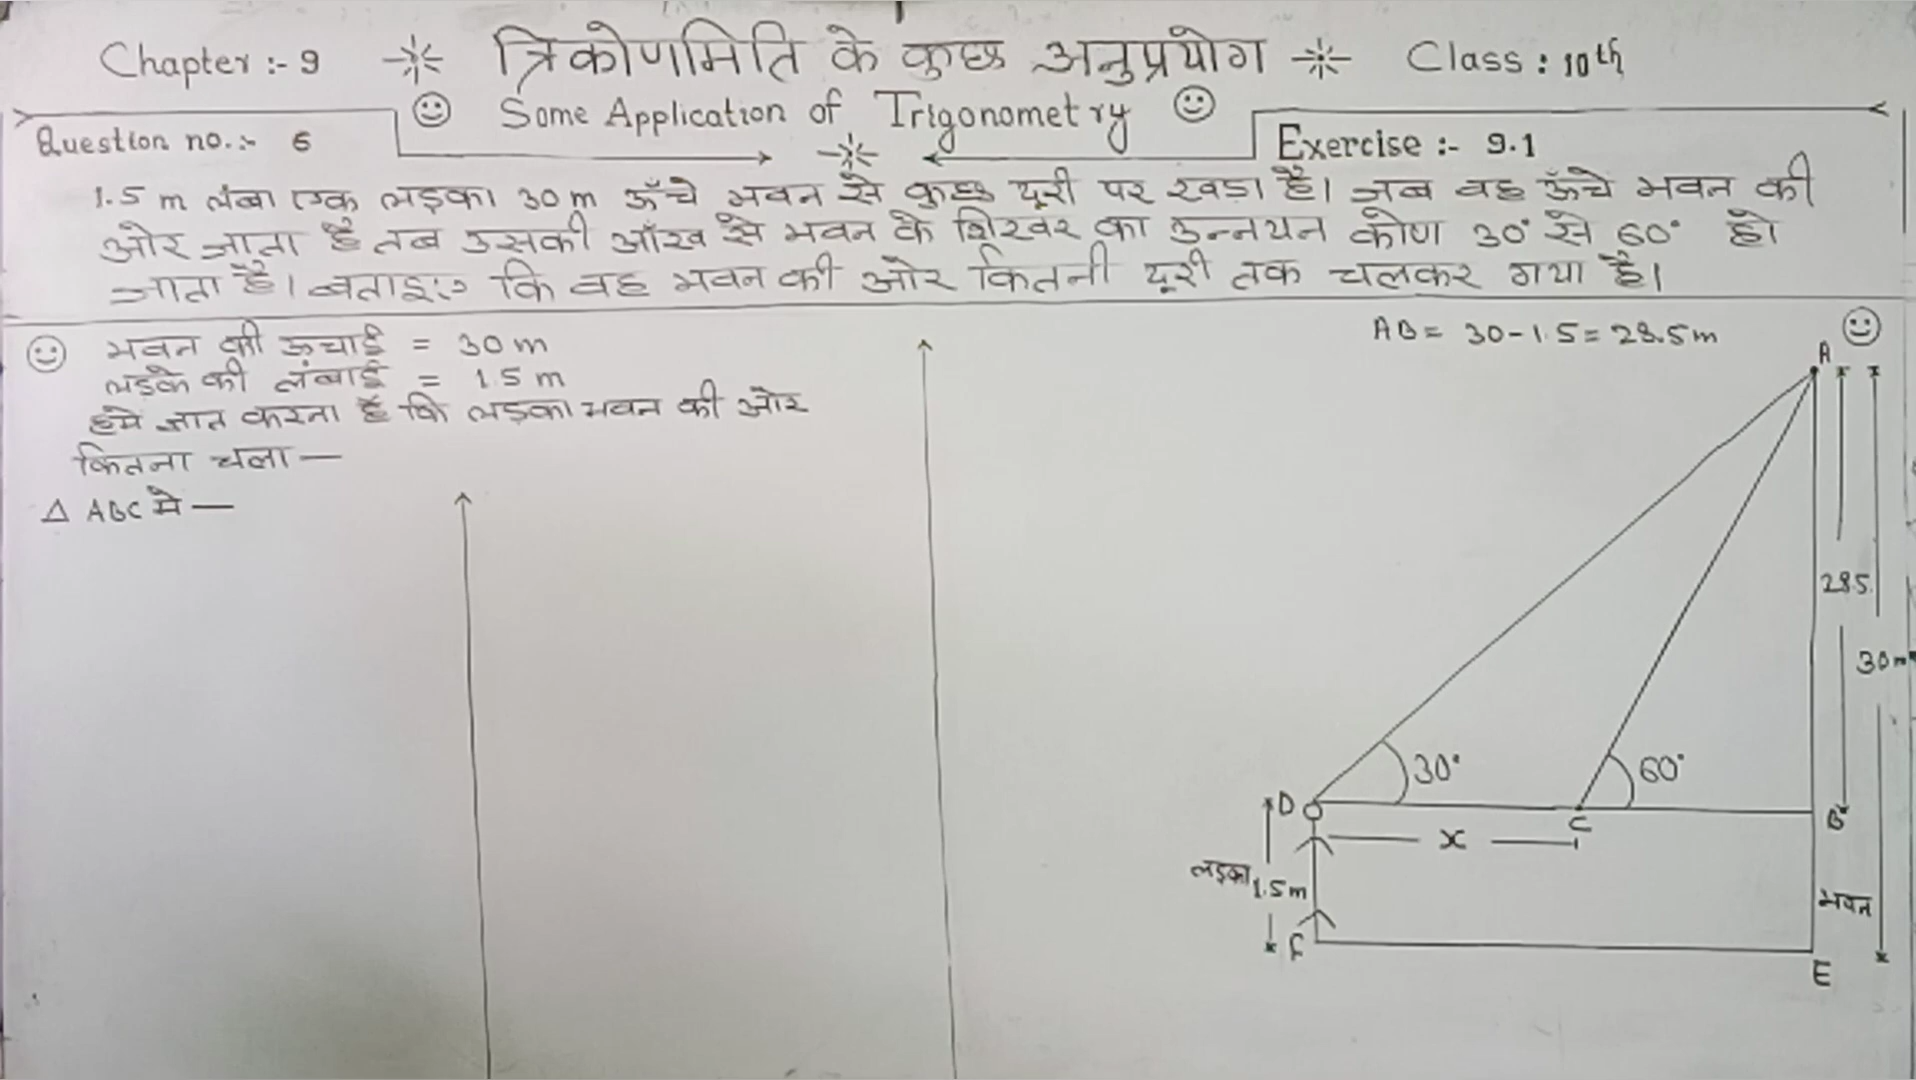 Chapter :- 9 त्रिकोणमिति के कुछ अनुप्रयोग Class : 10th
Some Application of Trigonometry
Question no. :- 6
Exercise :- 9.1
1.5 m लंबा एक लड़का 30 m ऊँचे भवन से कुछ दूरी पर खड़ा है। जब वह ऊँचे भवन की
ओर जाता है तब उसकी आँख से भवन के शिखर का उन्नयन कोण 30° से 60° हो
जाता है। बताइए कि वह भवन की ओर कितनी दूरी तक चलकर गया है।
भवन की ऊचाई = 30 m
लड़के की लंबाई = 1.5 m
हमे ज्ञात करना है कि लड़का भवन की ओर
कितना चला —
Δ ABC मे —
AB = 30 - 1.5 = 28.5 m
A
28.5
30 m
30°
60°
D
C
B
x
लड़का
1.5 m
भवन
F
E